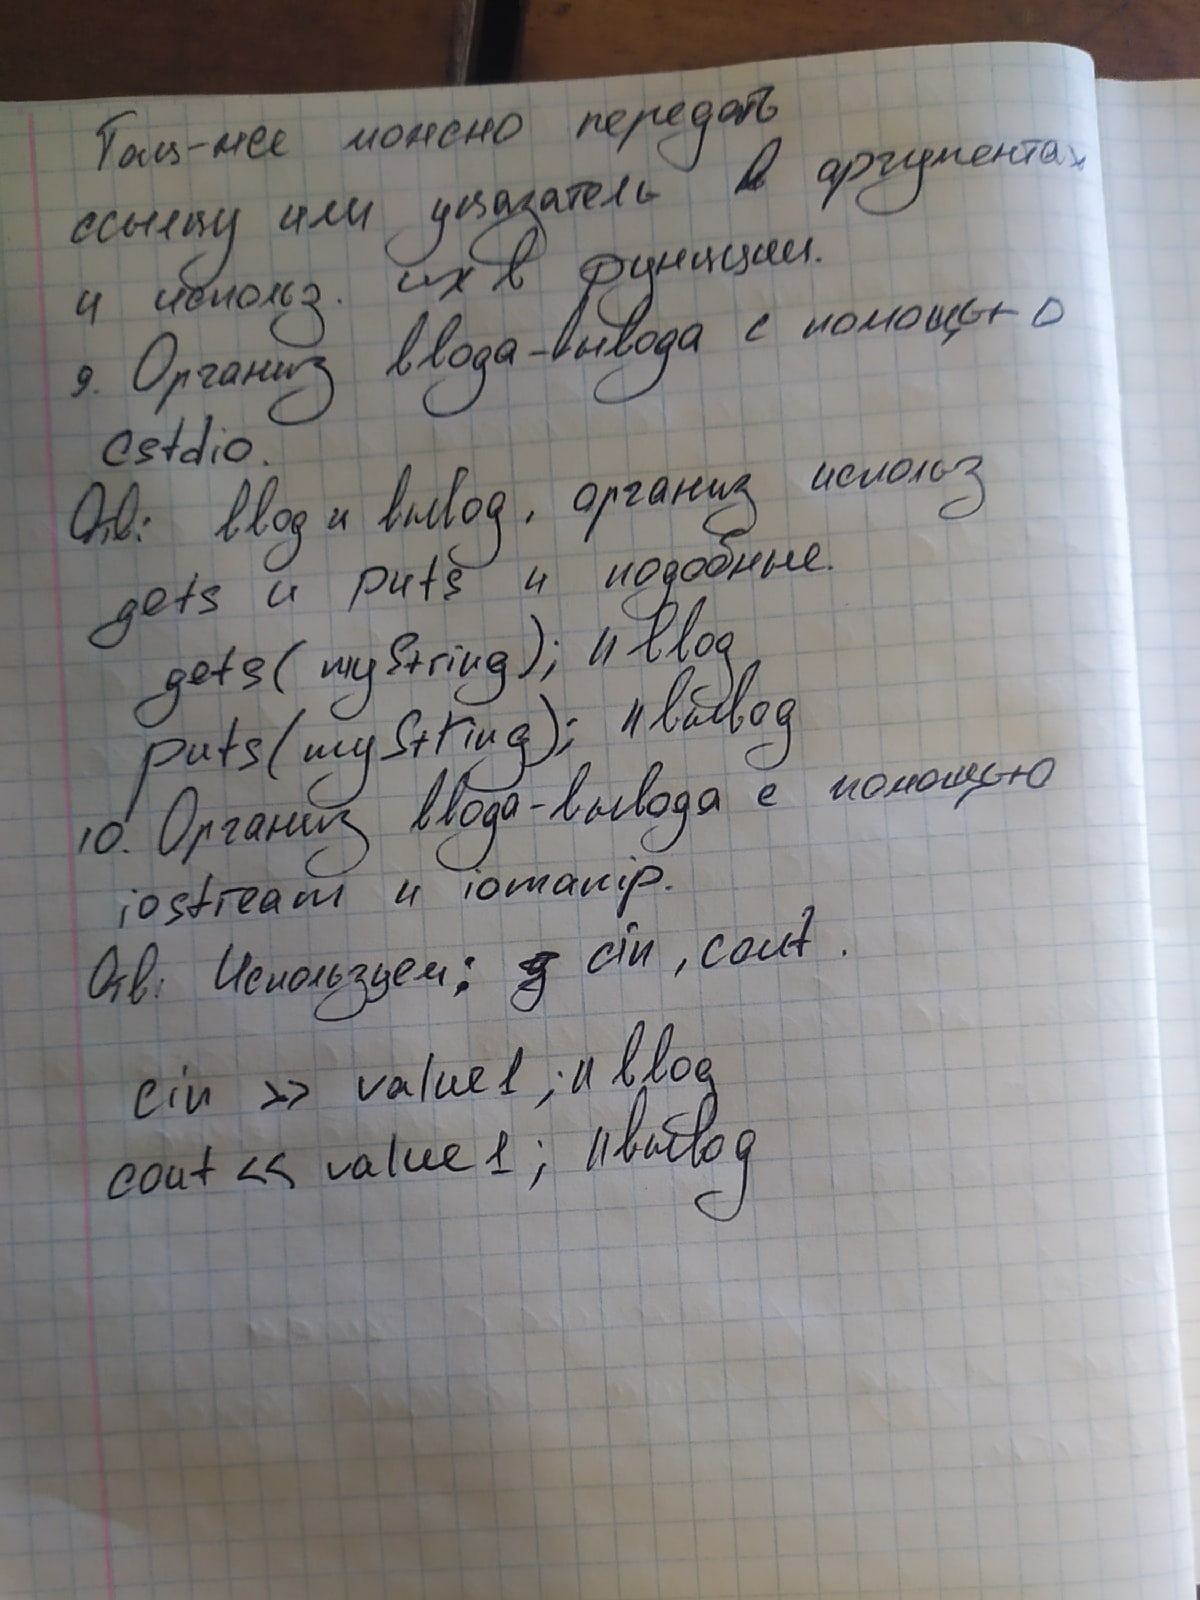 Так-же можно передать
ссылку или указатель в аргументах
и использ. их в функции.
9. Организ ввода-вывода с помощью
cstdio.
Отв: ввод и вывод, организ использ
gets и puts и подобные.
gets(myString); //ввод
puts(myString); //вывод
10. Организ ввода-вывода с помощью
iostream и iomanip.
Отв: Используем: cin, cout.
cin >> value1; //ввод
cout << value1; //вывод